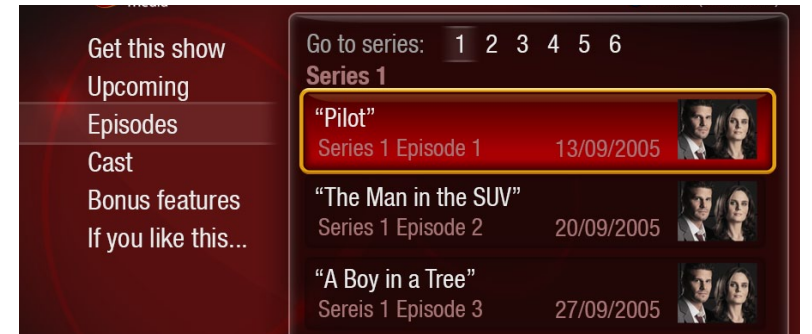 media
Get this show
Upcoming
Episodes
Cast
Bonus features
If you like this...
Go to series: 1 2 3 4 5 6
Series 1
“Pilot”
Series 1 Episode 1 13/09/2005
“The Man in the SUV”
Series 1 Episode 2 20/09/2005
“A Boy in a Tree”
Sereis 1 Episode 3 27/09/2005